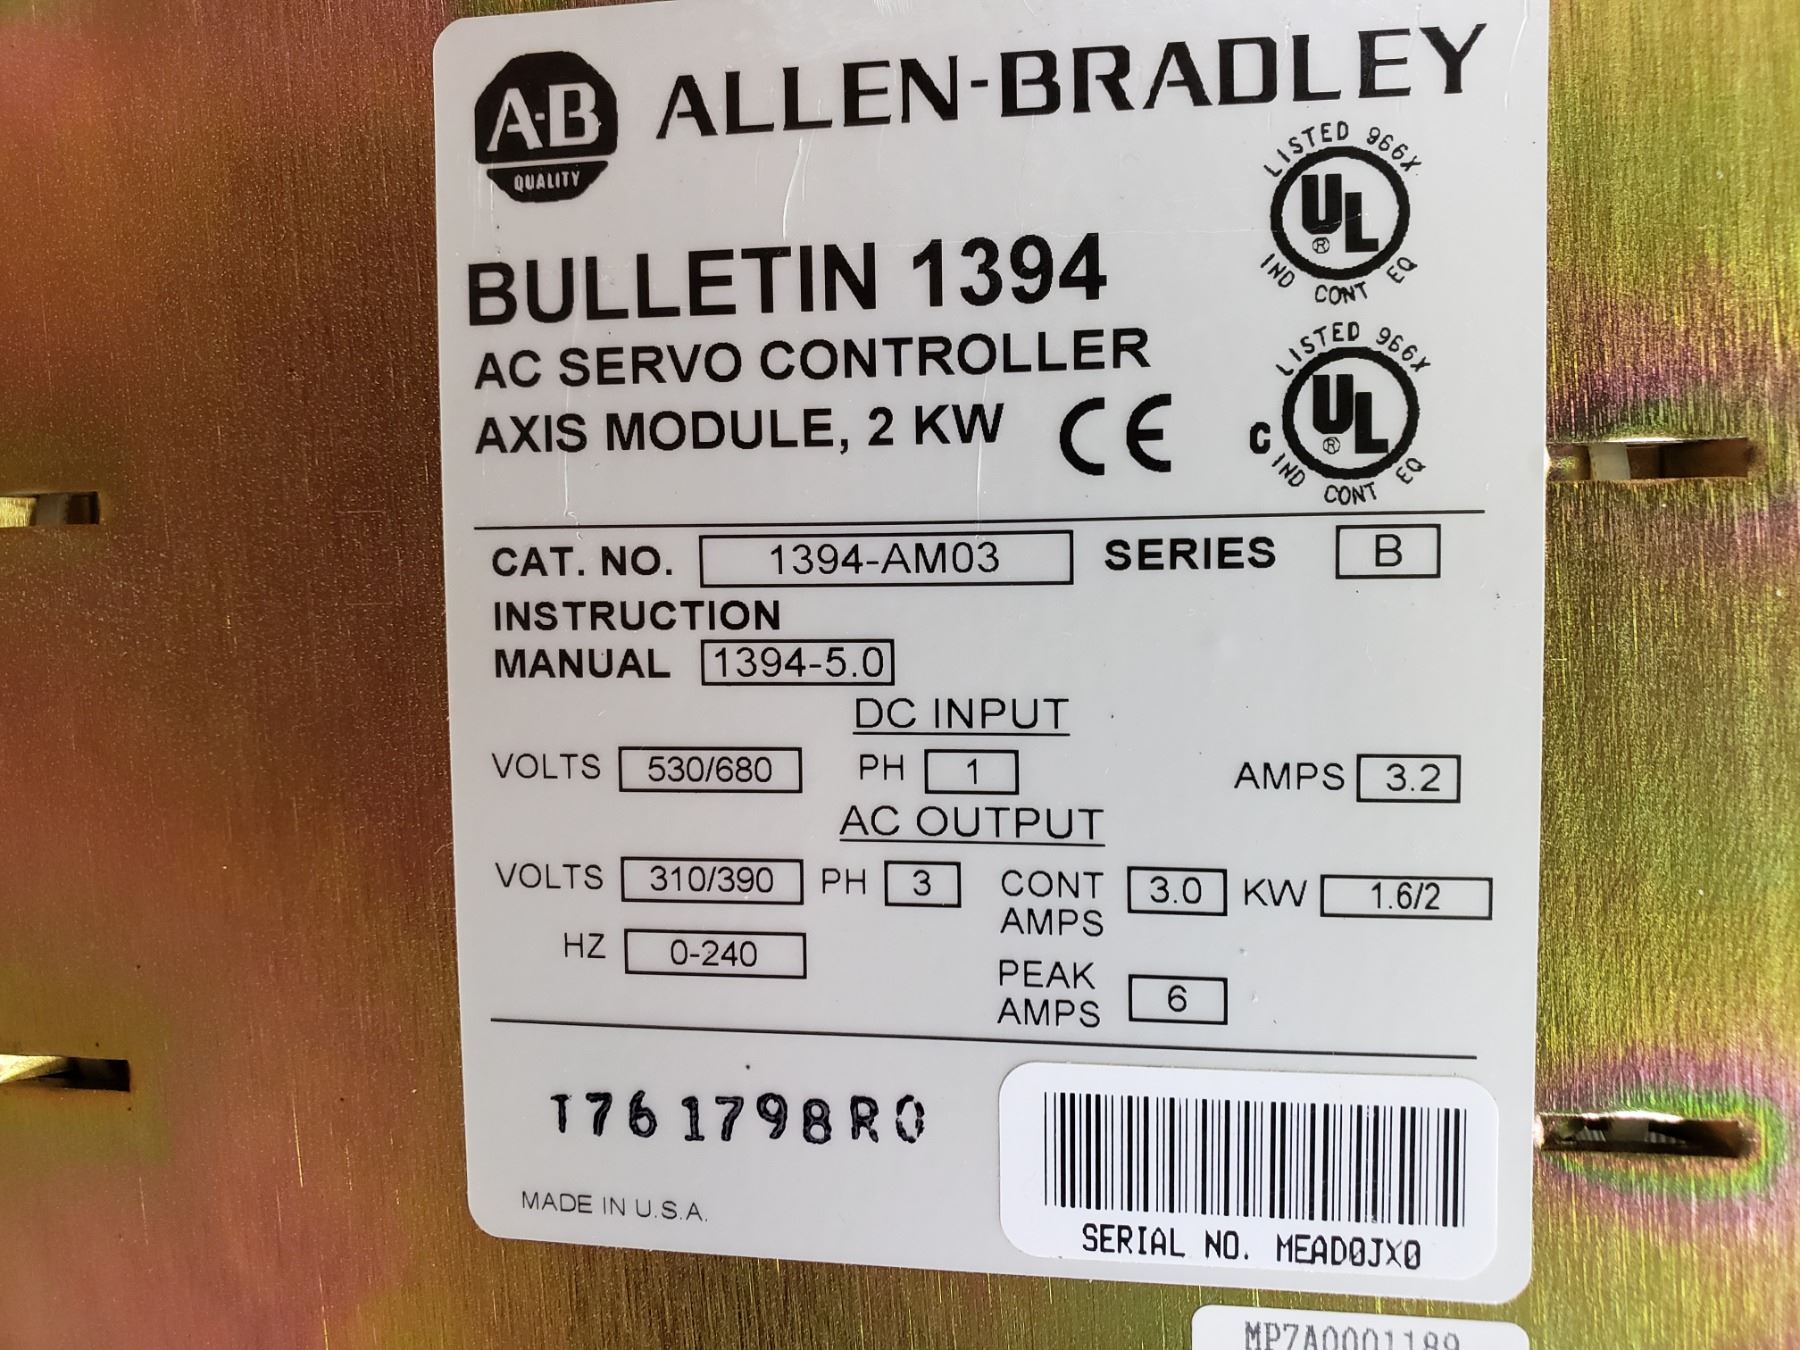 A-B
QUALITY
ALLEN-BRADLEY
LISTED 966X
UL
®
IND CONT EQ
BULLETIN 1394
AC SERVO CONTROLLER
AXIS MODULE, 2 KW
CE
LISTED 966X
C UL
®
IND CONT EQ
CAT. NO. 1394-AM03 SERIES B
INSTRUCTION
MANUAL 1394-5.0
DC INPUT
VOLTS 530/680 PH 1 AMPS 3.2
AC OUTPUT
VOLTS 310/390 PH 3 CONT AMPS 3.0 KW 1.6/2
HZ 0-240
PEAK AMPS 6
T761798R0
MADE IN U.S.A.
SERIAL NO. MEAD0JX0
MP7A0001189